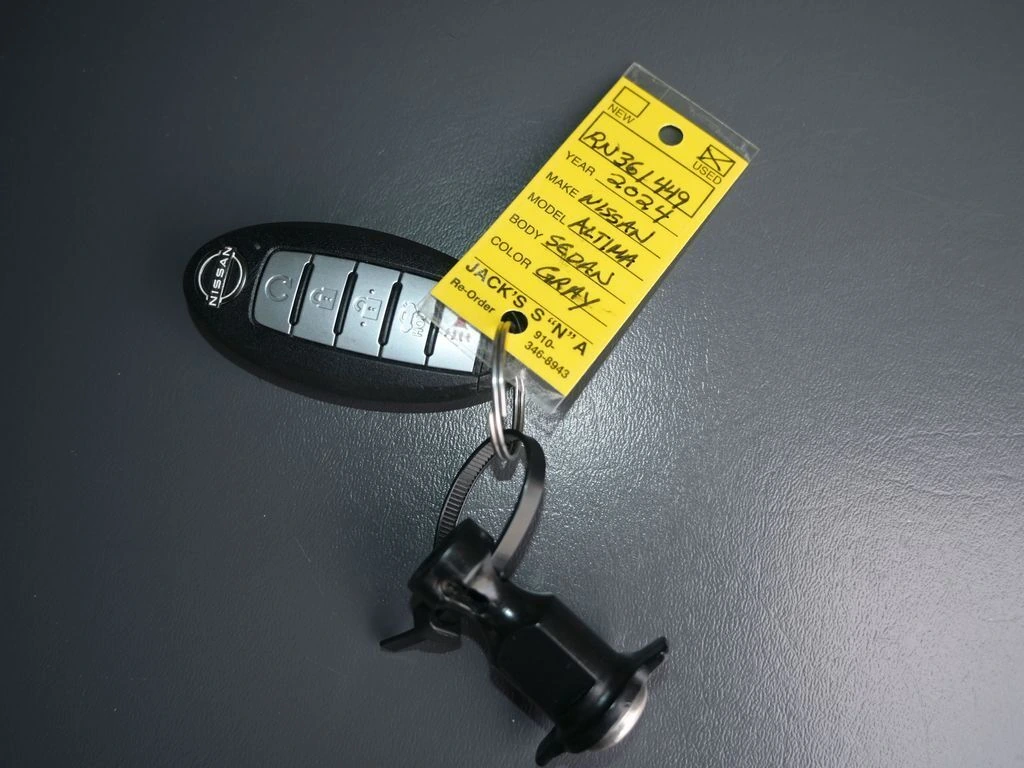 NISSAN
NEW
USED
RN361449
YEAR 2024
MAKE NISSAN
MODEL ALTIMA
BODY SEDAN
COLOR GRAY
JACK'S S "N" A
Re-Order 910-
346-8943